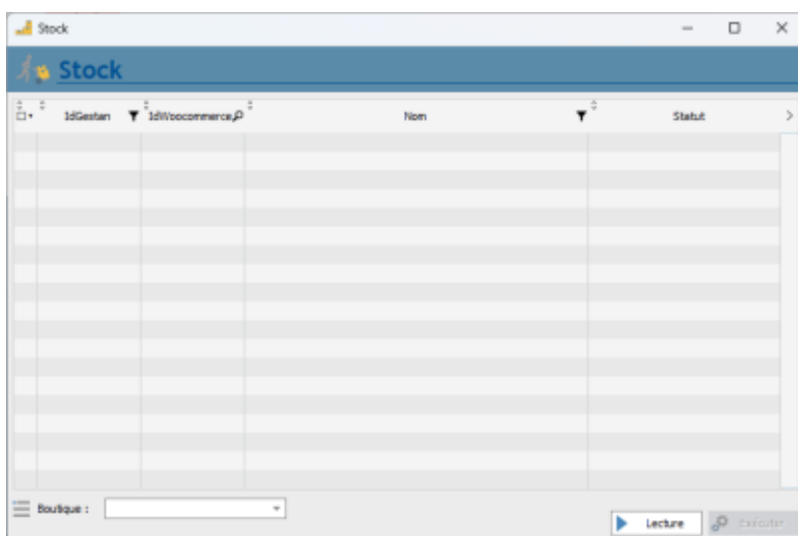 Stock
Stock
IdGestan IdWoocommerce Nom Statut
Boutique :
Lecture Exécuter